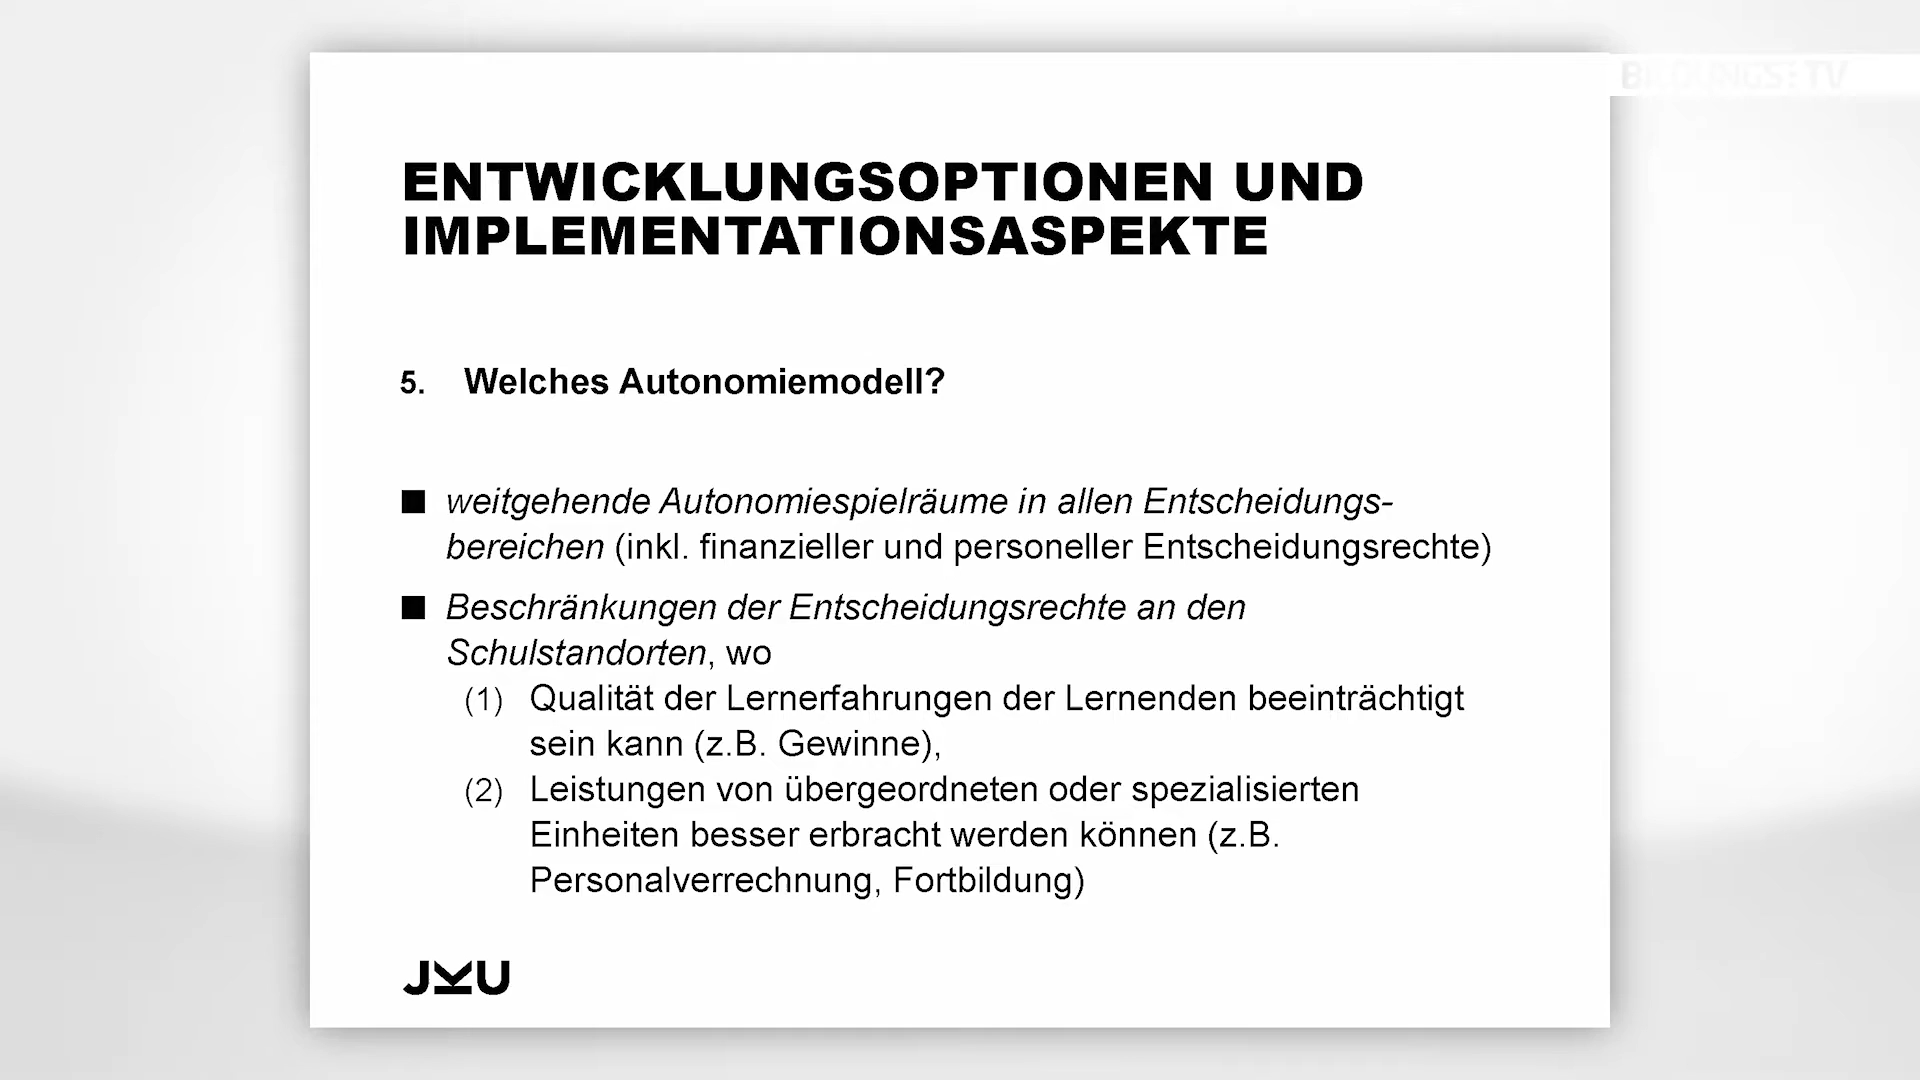 BILDUNGS:TV
ENTWICKLUNGSOPTIONEN UND
IMPLEMENTATIONSASPEKTE
5. Welches Autonomiemodell?
■ weitgehende Autonomiespielräume in allen Entscheidungs-
bereichen (inkl. finanzieller und personeller Entscheidungsrechte)
■ Beschränkungen der Entscheidungsrechte an den
Schulstandorten, wo
(1) Qualität der Lernerfahrungen der Lernenden beeinträchtigt
sein kann (z.B. Gewinne),
(2) Leistungen von übergeordneten oder spezialisierten
Einheiten besser erbracht werden können (z.B.
Personalverrechnung, Fortbildung)
JKU